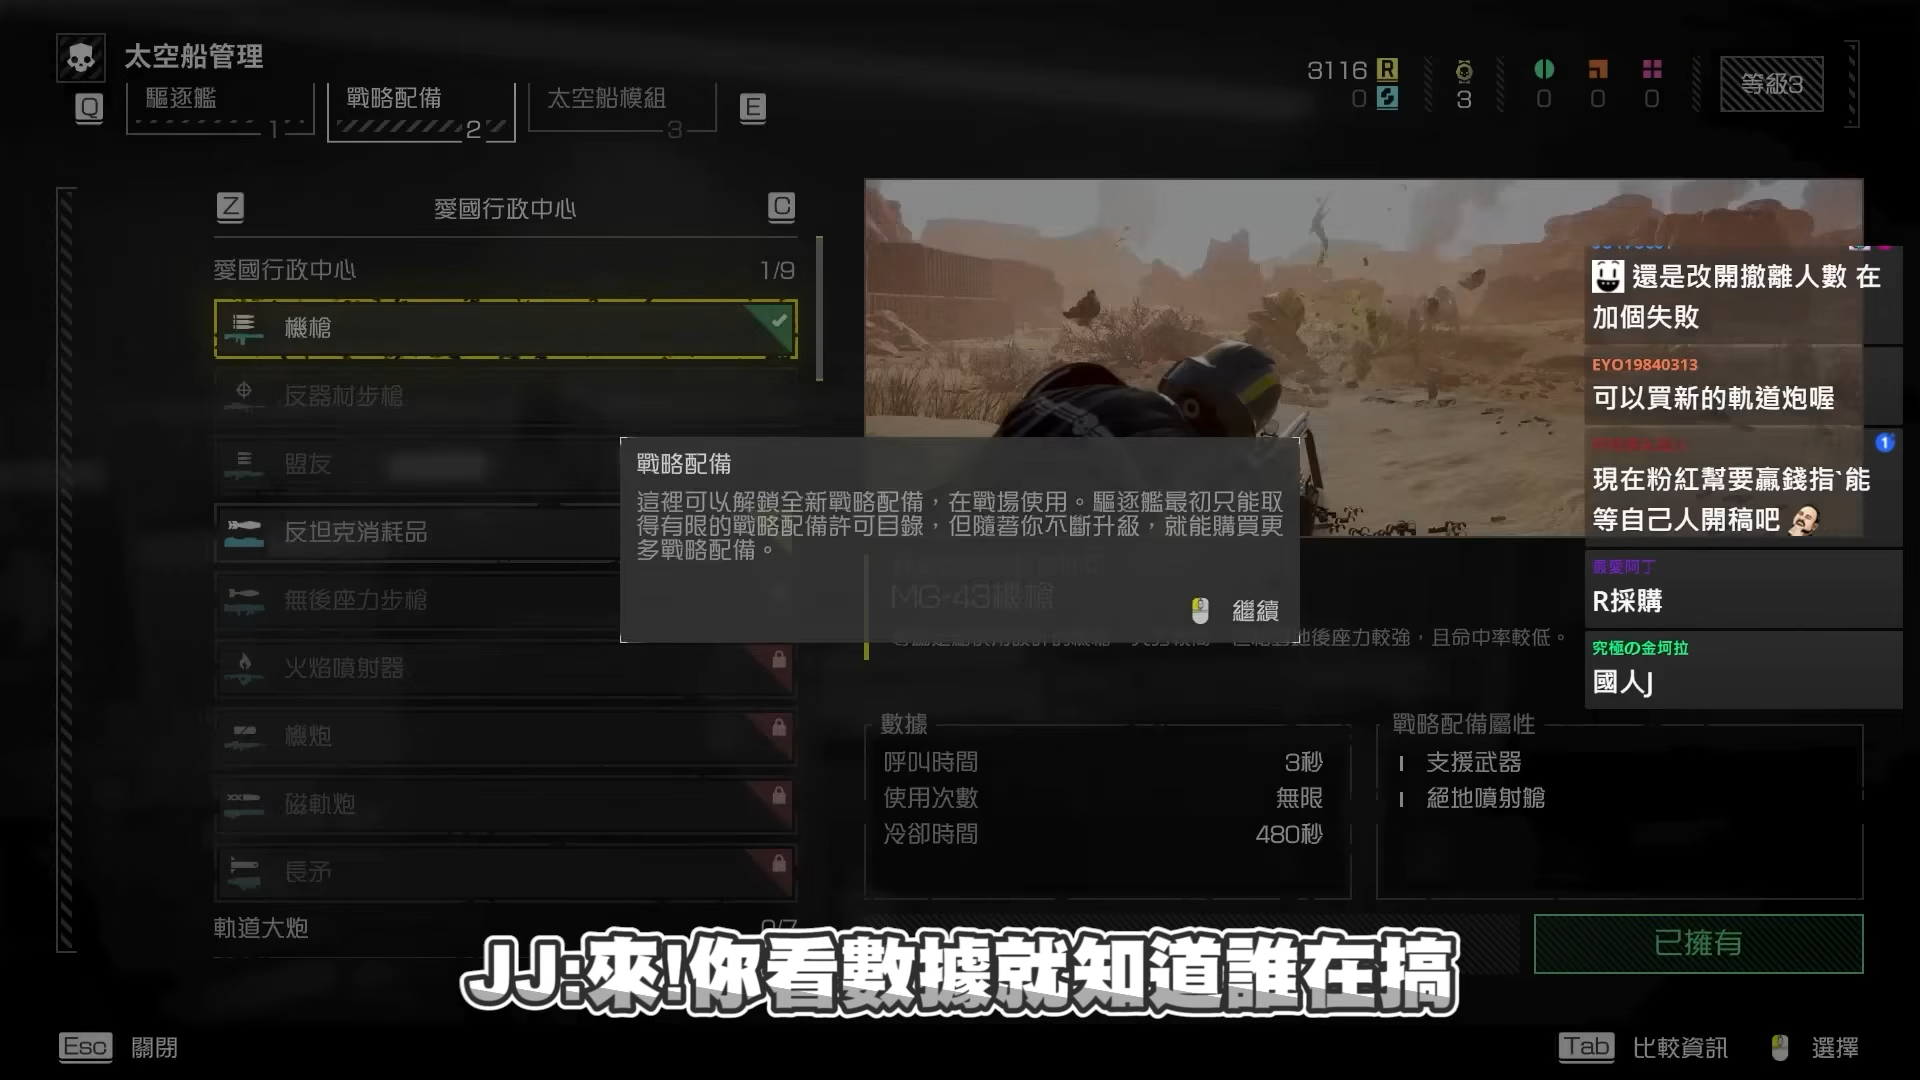 太空船管理
Q
驅逐艦
1
戰略配備
2
太空船模組
3
E
3116
0
3
0
0
0
等級3
Z
愛國行政中心
C
愛國行政中心
1/9
機槍
反器材步槍
盟友
反坦克消耗品
無後座力步槍
火焰噴射器
機炮
磁軌炮
長矛
軌道大炮
0/7
戰略配備
這裡可以解鎖全新戰略配備，在戰場使用。驅逐艦最初只能取
得有限的戰略配備許可目錄，但隨著你不斷升級，就能購買更
多戰略配備。
繼續
MG-43機槍
後座力較強，且命中率較低。
數據
呼叫時間
3秒
使用次數
無限
冷卻時間
480秒
戰略配備屬性
支援武器
絕地噴射艙
已擁有
還是改開撤離人數 在
加個失敗
EYO19840313
可以買新的軌道炮喔
1
現在粉紅幫要贏錢指`能
等自己人開稿吧
最愛阿丁
R採購
究極の金坷拉
國人J
JJ:來!你看數據就知道誰在搞
Esc
關閉
Tab
比較資訊
選擇